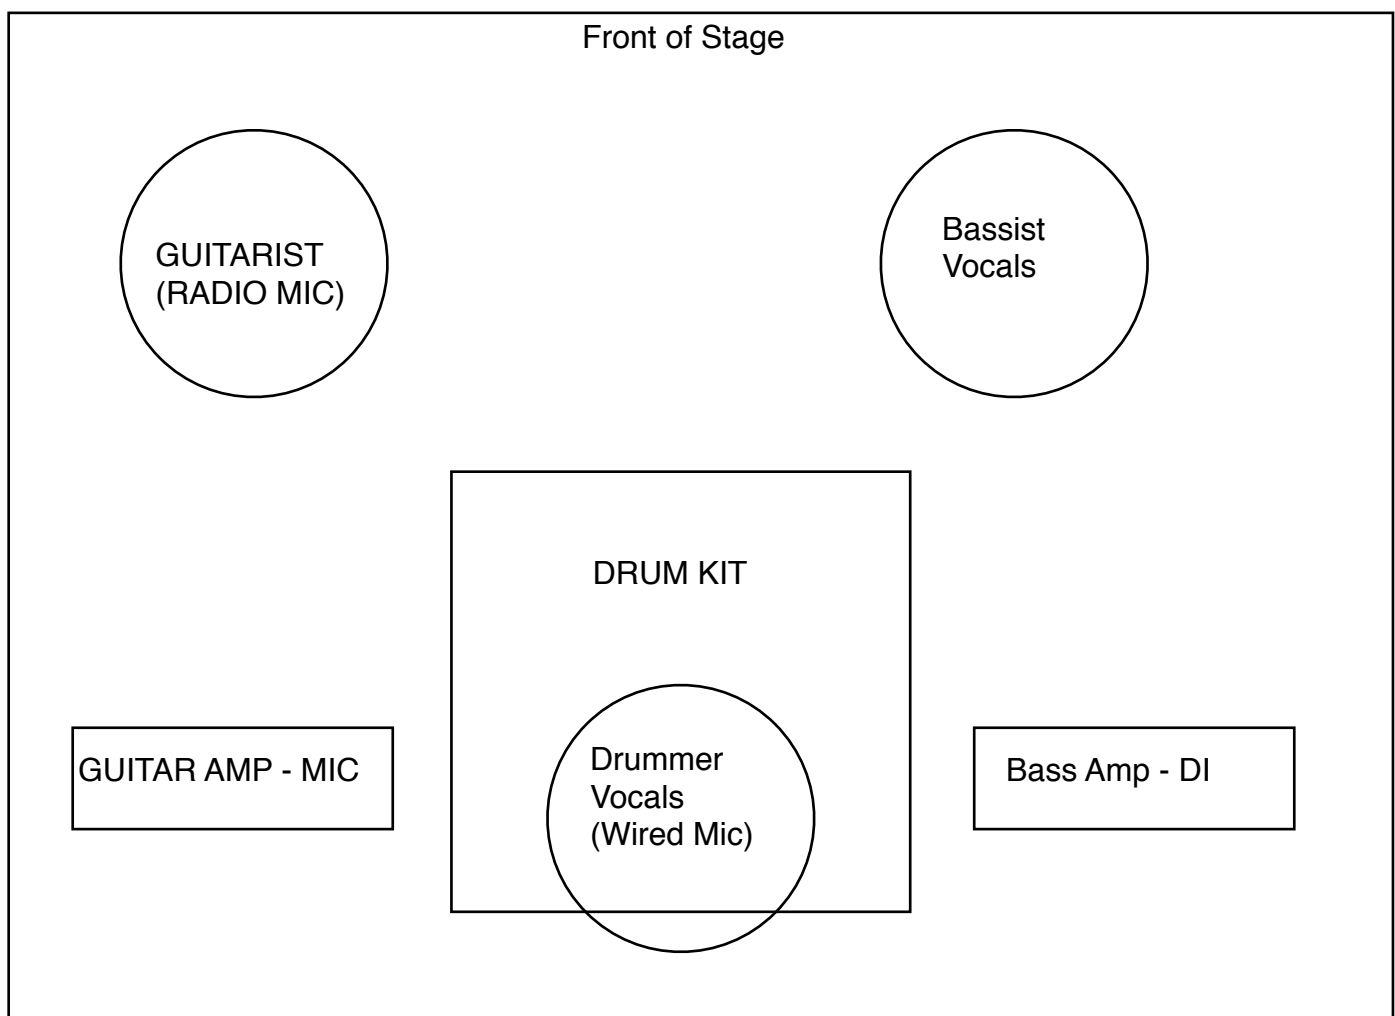 Front of Stage
GUITARIST
(RADIO MIC)
Bassist
Vocals
DRUM KIT
GUITAR AMP - MIC
Drummer
Vocals
(Wired Mic)
Bass Amp - DI